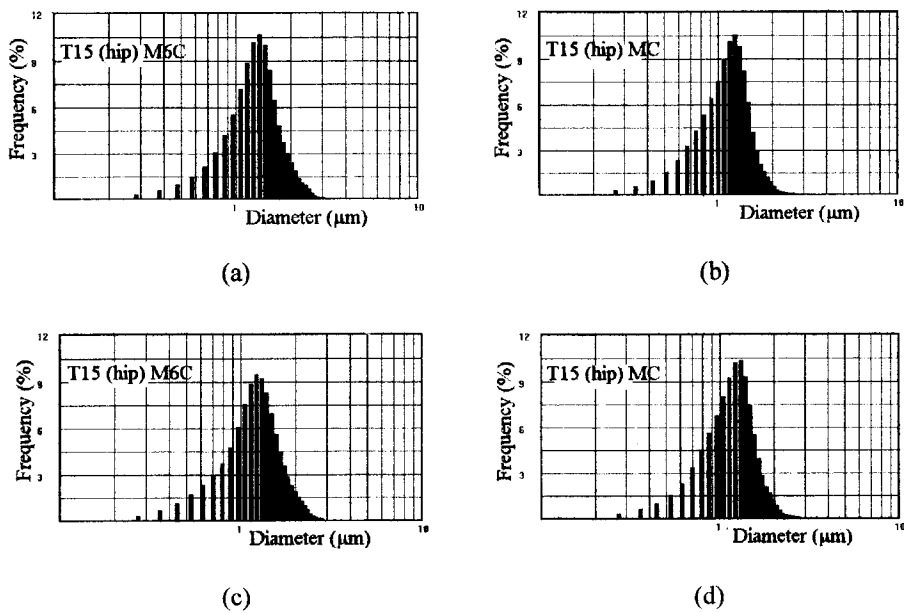 12
T15 (hip) M6C
9
6
3
Frequency (%)
1
10
Diameter (μm)
(a)
12
T15 (hip) MC
9
6
3
Frequency (%)
1
10
Diameter (μm)
(b)
12
T15 (hip) M6C
9
6
3
Frequency (%)
1
10
Diameter (μm)
(c)
12
T15 (hip) MC
9
6
3
Frequency (%)
1
10
Diameter (μm)
(d)